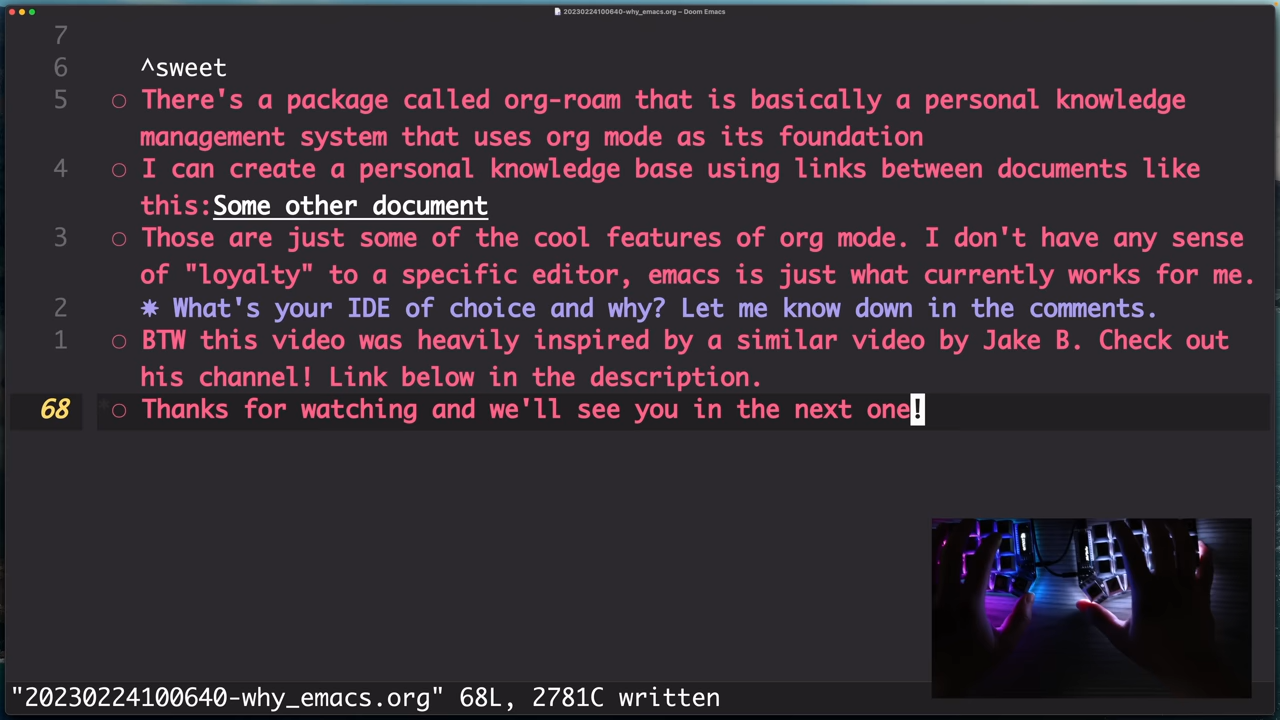 20230224100640-why_emacs.org – Doom Emacs
7
6 ^sweet
5 ○ There's a package called org-roam that is basically a personal knowledge
management system that uses org mode as its foundation
4 ○ I can create a personal knowledge base using links between documents like
this:Some other document
3 ○ Those are just some of the cool features of org mode. I don't have any sense
of "loyalty" to a specific editor, emacs is just what currently works for me.
2 ✷ What's your IDE of choice and why? Let me know down in the comments.
1 ○ BTW this video was heavily inspired by a similar video by Jake B. Check out
his channel! Link below in the description.
68 ○ Thanks for watching and we'll see you in the next one!
"20230224100640-why_emacs.org" 68L, 2781C written